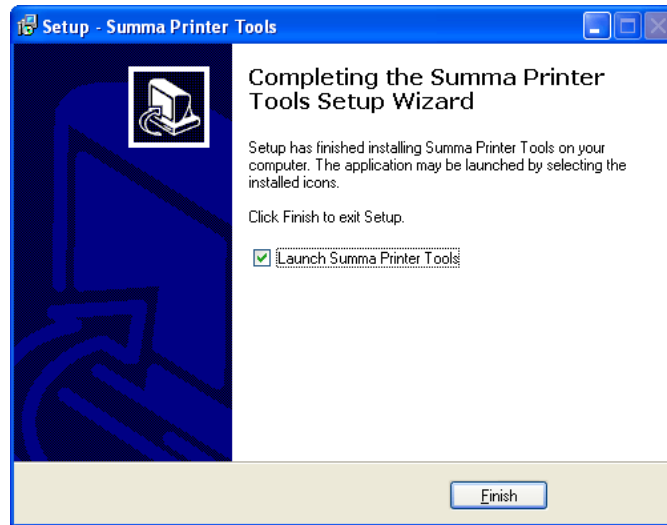 Setup - Summa Printer Tools
Completing the Summa Printer
Tools Setup Wizard
Setup has finished installing Summa Printer Tools on your
computer. The application may be launched by selecting the
installed icons.
Click Finish to exit Setup.
Launch Summa Printer Tools
Finish